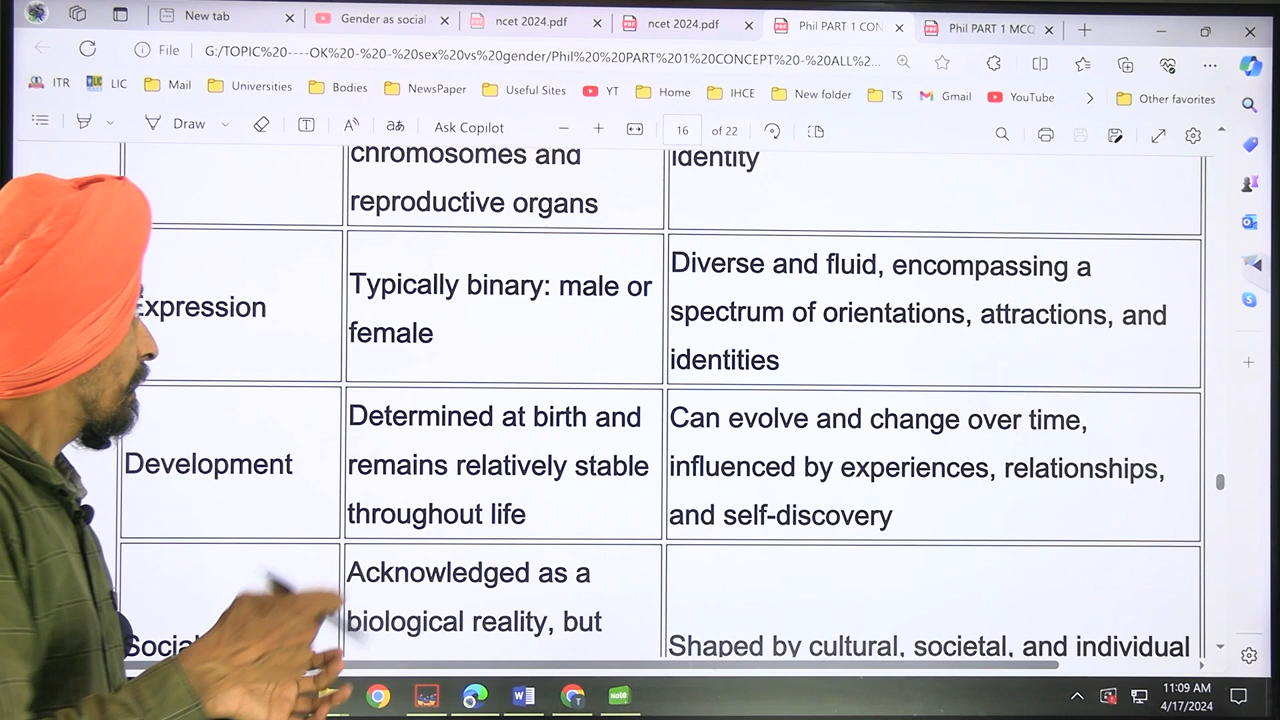 New tab
Gender as social
ncet 2024.pdf
ncet 2024.pdf
Phil PART 1 CON
Phil PART 1 MCQ
File
G:/TOPIC%20----OK%20-%20-%20sex%20vs%20gender/Phil%20%20PART%201%20CONCEPT%20-%20ALL%2...
ITR
LIC
Mail
Universities
Bodies
NewsPaper
Useful Sites
YT
Home
IHCE
New folder
TS
Gmail
YouTube
Other favorites
Draw
Ask Copilot
16
of 22
chromosomes and
reproductive organs
identity
Expression
Typically binary: male or
female
Diverse and fluid, encompassing a
spectrum of orientations, attractions, and
identities
Development
Determined at birth and
remains relatively stable
throughout life
Can evolve and change over time,
influenced by experiences, relationships,
and self-discovery
Social
Acknowledged as a
biological reality, but
Shaped by cultural, societal, and individual
Note
11:09 AM
4/17/2024